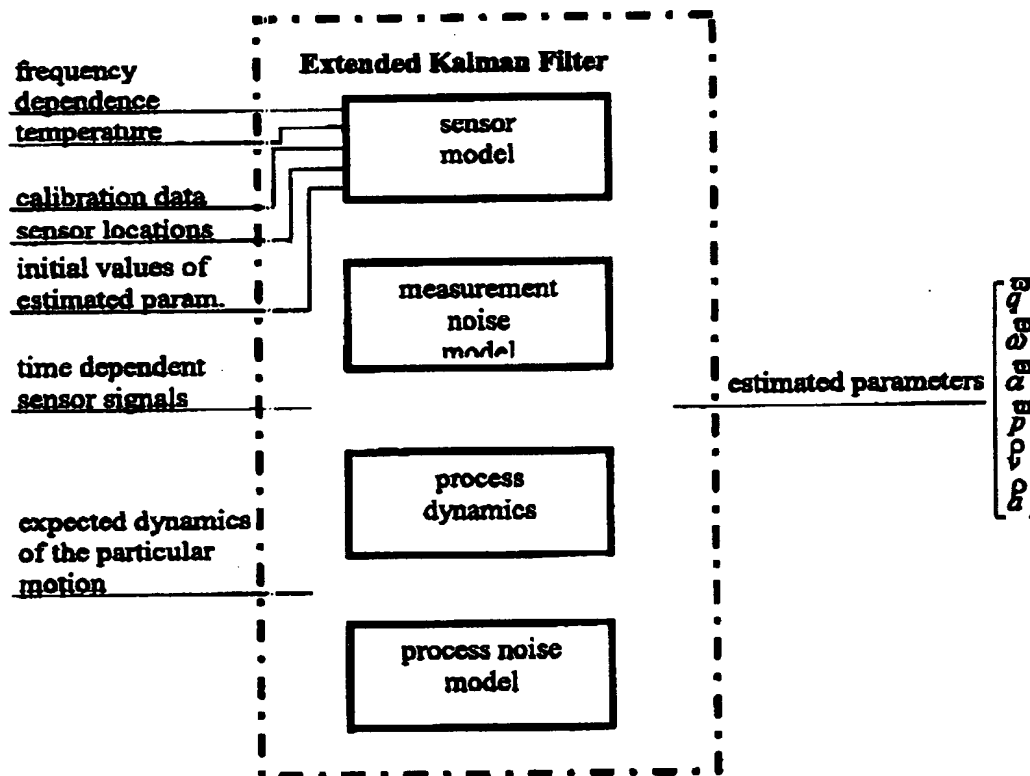 Extended Kalman Filter
frequency
dependence
temperature
calibration data
sensor locations
initial values of
estimated param.
time dependent
sensor signals
expected dynamics
of the particular
motion
sensor
model
measurement
noise
model
process
dynamics
process noise
model
estimated parameters
q
ω
α
p
v
a